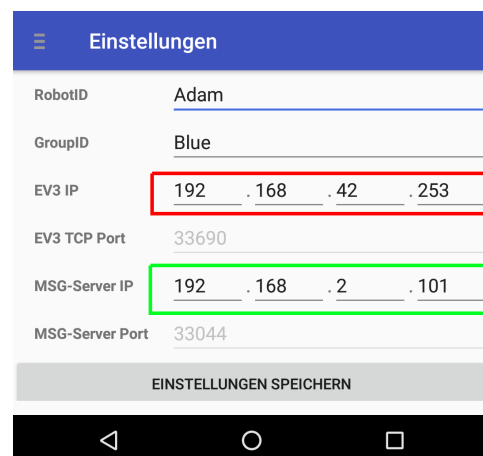 Einstellungen
RobotID Adam
GroupID Blue
EV3 IP 192 . 168 . 42 . 253
EV3 TCP Port 33690
MSG-Server IP 192 . 168 . 2 . 101
MSG-Server Port 33044
EINSTELLUNGEN SPEICHERN